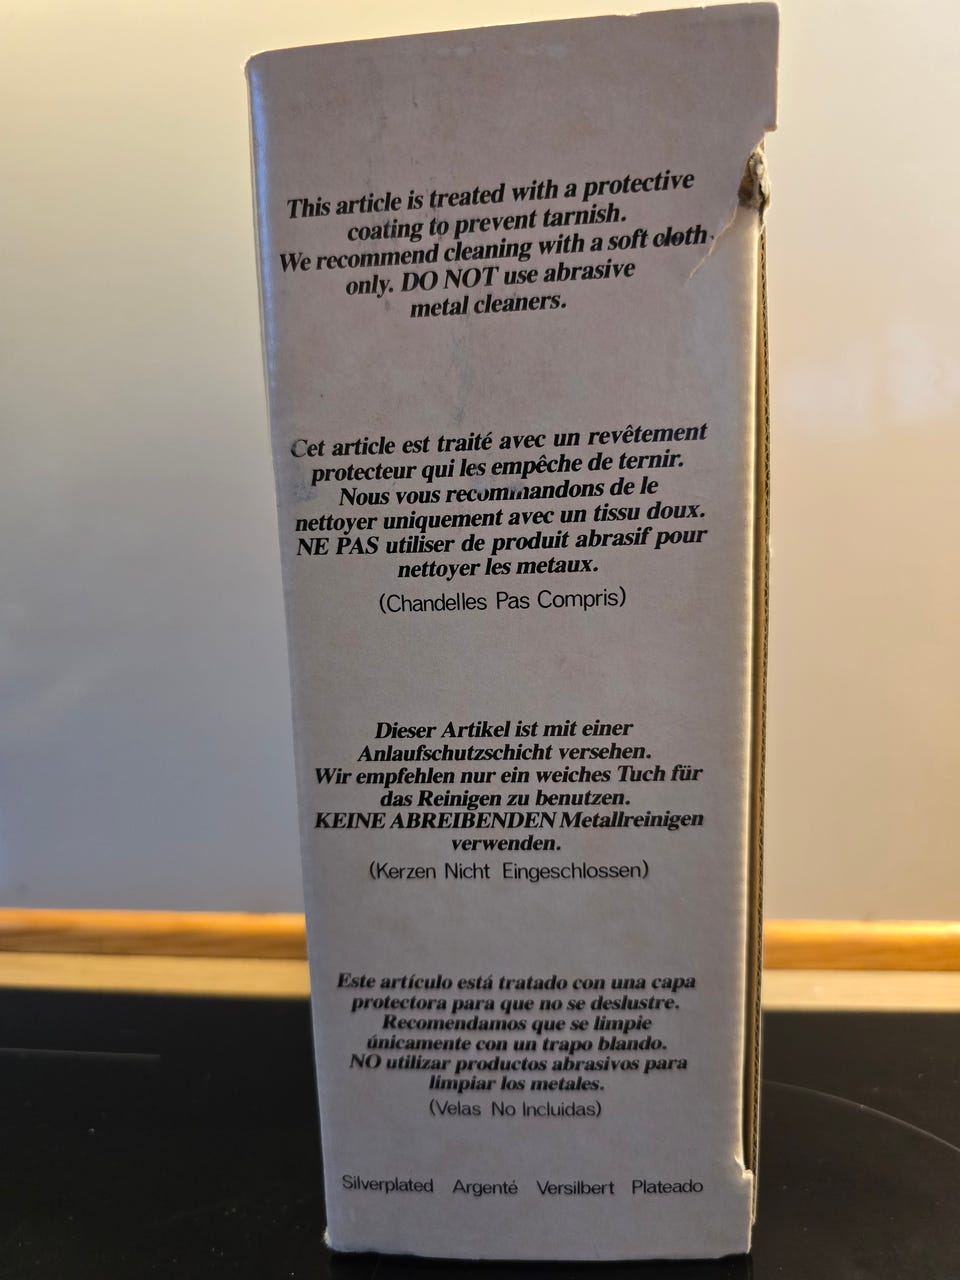 This article is treated with a protective
coating to prevent tarnish.
We recommend cleaning with a soft cloth
only. DO NOT use abrasive
metal cleaners.
Cet article est traité avec un revêtement
protecteur qui les empêche de ternir.
Nous vous recommandons de le
nettoyer uniquement avec un tissu doux.
NE PAS utiliser de produit abrasif pour
nettoyer les metaux.
(Chandelles Pas Compris)
Dieser Artikel ist mit einer
Anlaufschutzschicht versehen.
Wir empfehlen nur ein weiches Tuch für
das Reinigen zu benutzen.
KEINE ABREIBENDEN Metallreinigen
verwenden.
(Kerzen Nicht Eingeschlossen)
Este artículo está tratado con una capa
protectora para que no se deslustre.
Recomendamos que se limpie
únicamente con un trapo blando.
NO utilizar productos abrasivos para
limpiar los metales.
(Velas No Incluidas)
Silverplated Argenté Versilbert Plateado